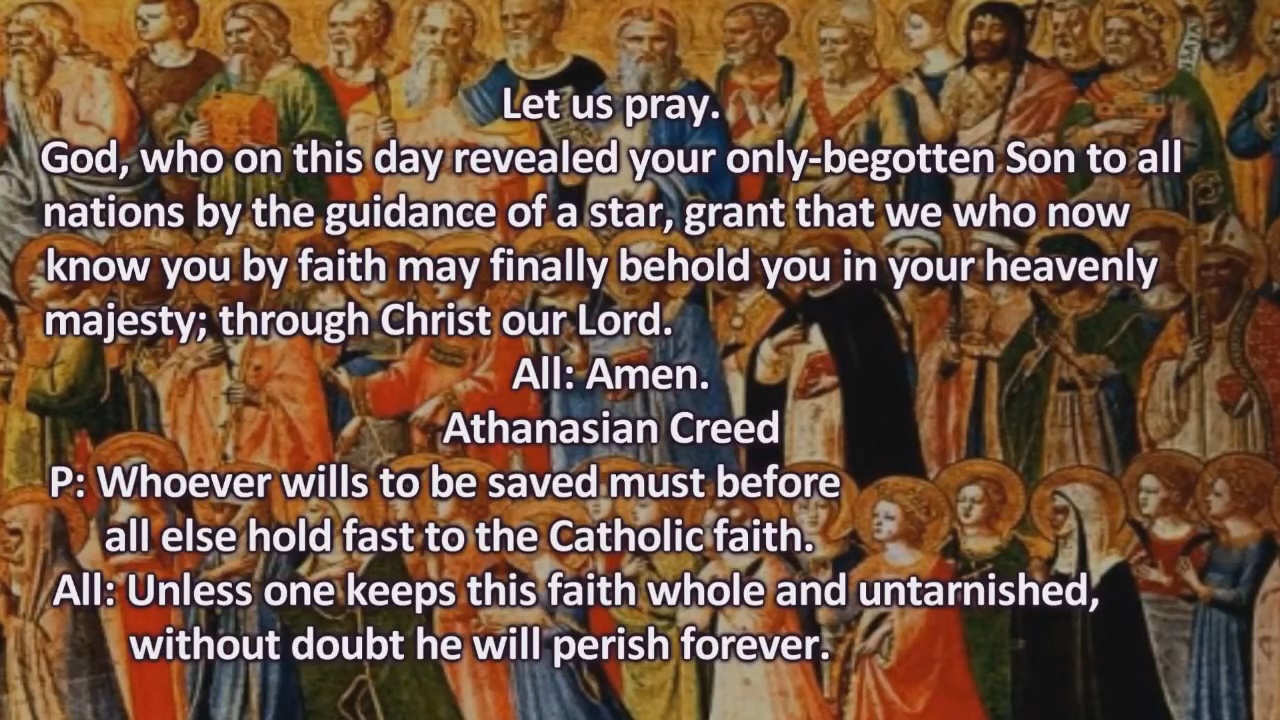 Let us pray.
God, who on this day revealed your only-begotten Son to all
nations by the guidance of a star, grant that we who now
know you by faith may finally behold you in your heavenly
majesty; through Christ our Lord.
All: Amen.
Athanasian Creed
P: Whoever wills to be saved must before
all else hold fast to the Catholic faith.
All: Unless one keeps this faith whole and untarnished,
without doubt he will perish forever.